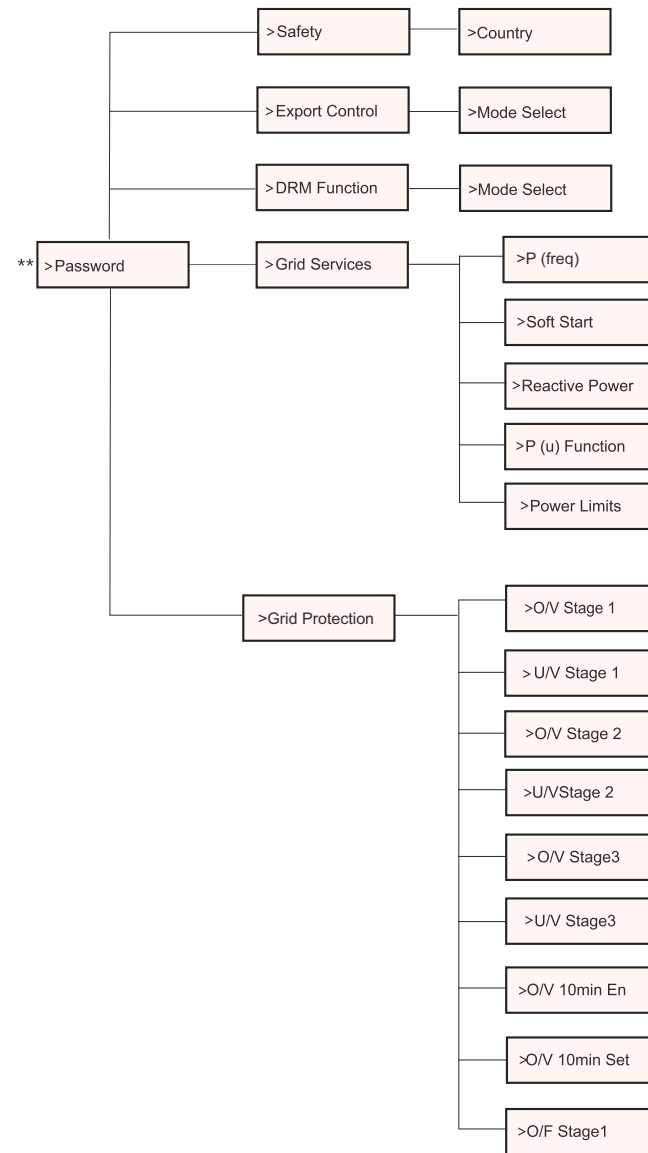 >Safety
>Country
>Export Control
>Mode Select
>DRM Function
>Mode Select
**
>Password
>Grid Services
>P (freq)
>Soft Start
>Reactive Power
>P (u) Function
>Power Limits
>Grid Protection
>O/V Stage 1
> U/V Stage 1
>O/V Stage 2
>U/VStage 2
>O/V Stage3
>U/V Stage3
>O/V 10min En
>O/V 10min Set
>O/F Stage1